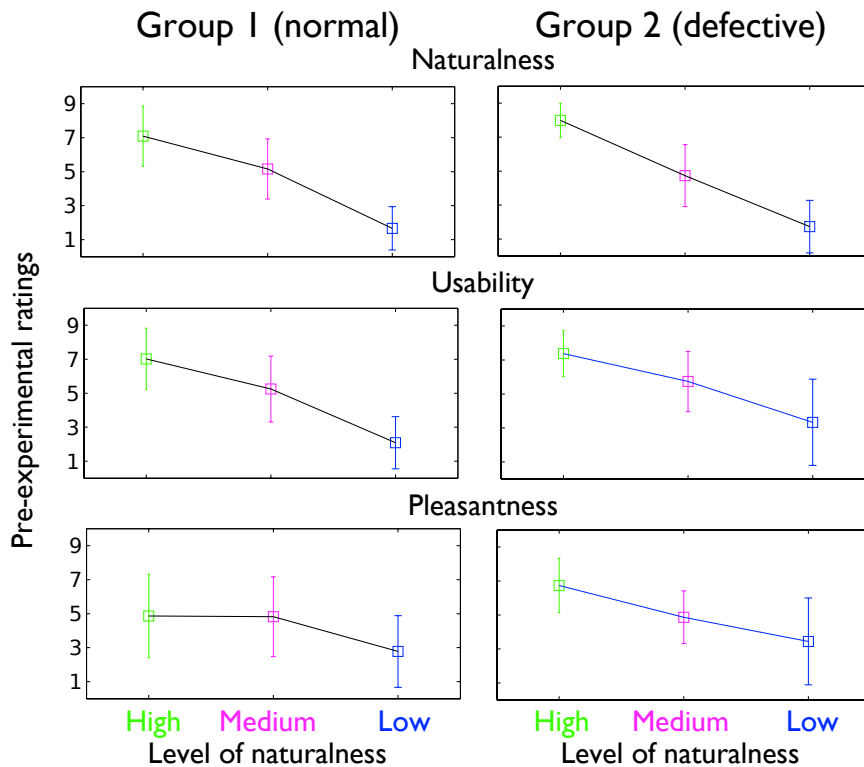 Group 1 (normal) Group 2 (defective)
Naturalness
9
7
5
3
1
Usability
9
7
5
3
1
Pleasantness
9
7
5
3
1
Pre-experimental ratings
High Medium Low High Medium Low
Level of naturalness Level of naturalness